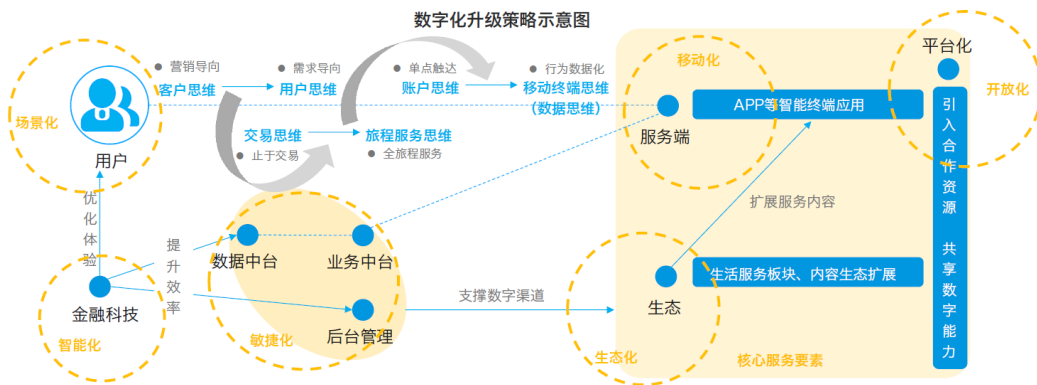 数字化升级策略示意图
营销导向
客户思维
需求导向
用户思维
单点触达
账户思维
行为数据化
移动终端思维
（数据思维）
交易思维
止于交易
旅程服务思维
全旅程服务
场景化
用户
优化体验
提升效率
金融科技
智能化
数据中台
业务中台
后台管理
敏捷化
支撑数字渠道
移动化
服务端
APP等智能终端应用
扩展服务内容
生态
生态化
生活服务板块、内容生态扩展
核心服务要素
平台化
开放化
引入合作资源 共享数字能力